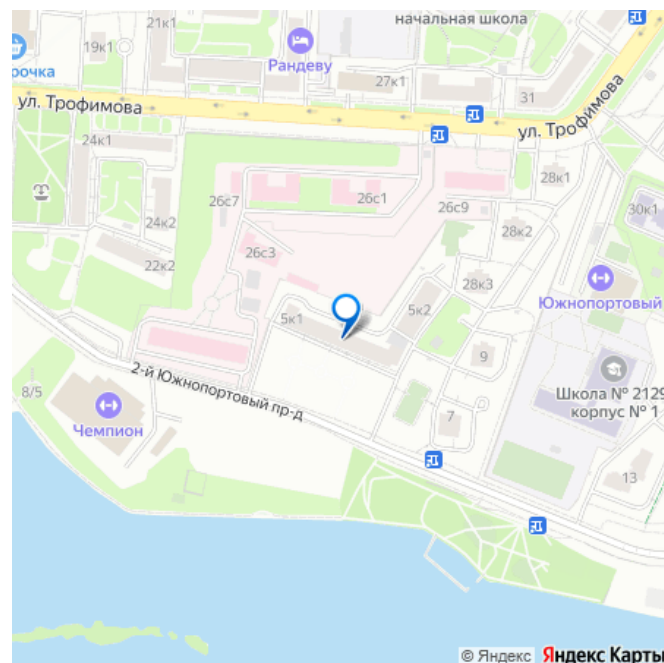 начальная школа
19к1
21к1
Рандеву
рочка
27к1
31
ул. Трофимова
ул. Трофимова
24к1
28к1
26с7
26с1
26с9
30к1
24к2
28к2
26с3
22к2
28к3
Южнопортовый
5к1
5к2
9
2-й Южнопортовый пр-д
8/5
Школа № 2129
корпус № 1
Чемпион
7
13
© Яндекс Яндекс Карты